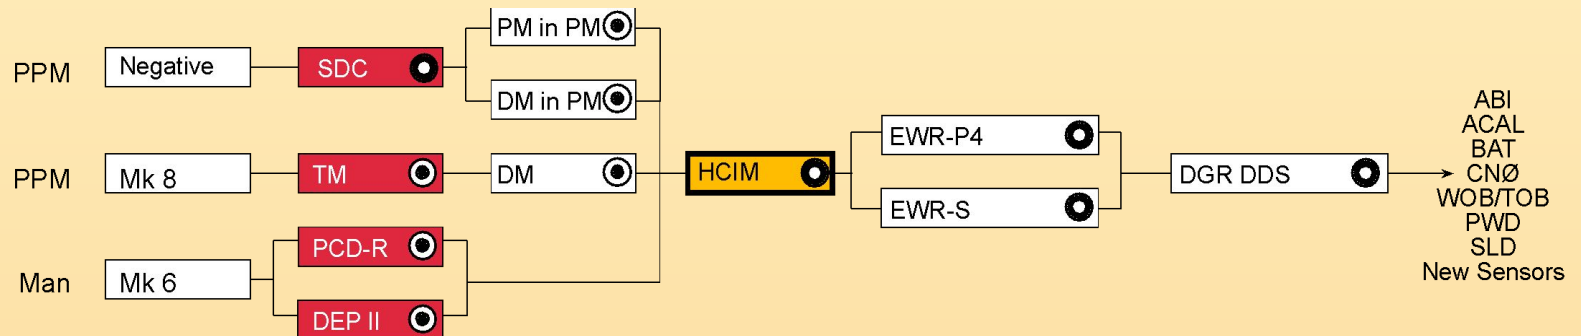 PPM
Negative
SDC
PM in PM
DM in PM
PPM
Mk 8
TM
DM
HCIM
EWR-P4
EWR-S
DGR DDS
Man
Mk 6
PCD-R
DEP II
ABI
ACAL
BAT
CNØ
WOB/TOB
PWD
SLD
New Sensors